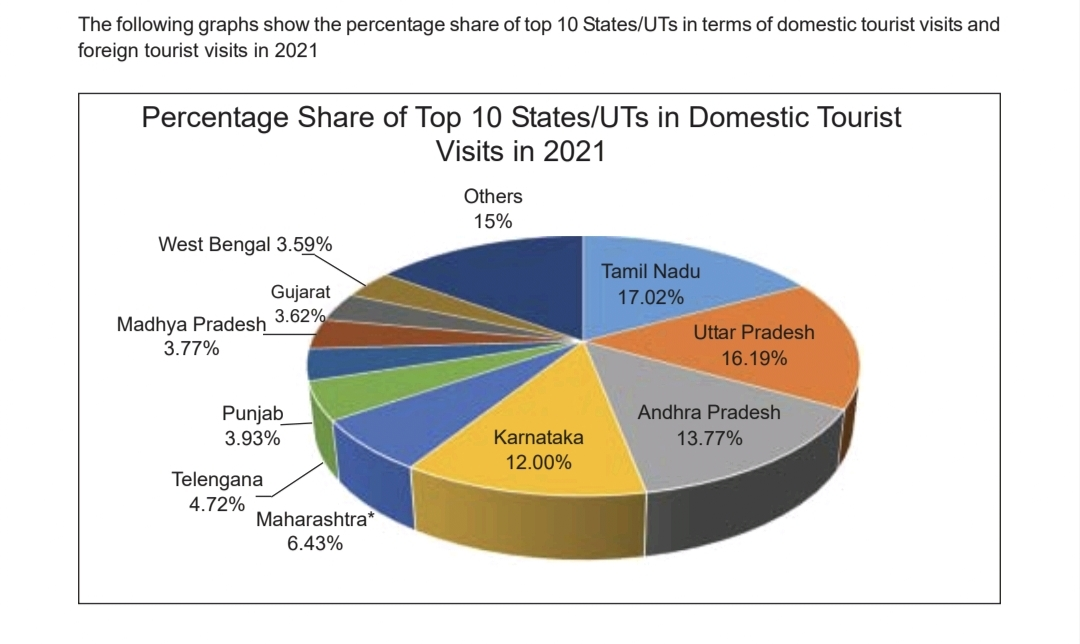 The following graphs show the percentage share of top 10 States/UTs in terms of domestic tourist visits and
foreign tourist visits in 2021
Percentage Share of Top 10 States/UTs in Domestic Tourist
Visits in 2021
Others
15%
West Bengal 3.59%
Gujarat
3.62%
Madhya Pradesh
3.77%
Punjab
3.93%
Telengana
4.72%
Maharashtra*
6.43%
Karnataka
12.00%
Andhra Pradesh
13.77%
Uttar Pradesh
16.19%
Tamil Nadu
17.02%